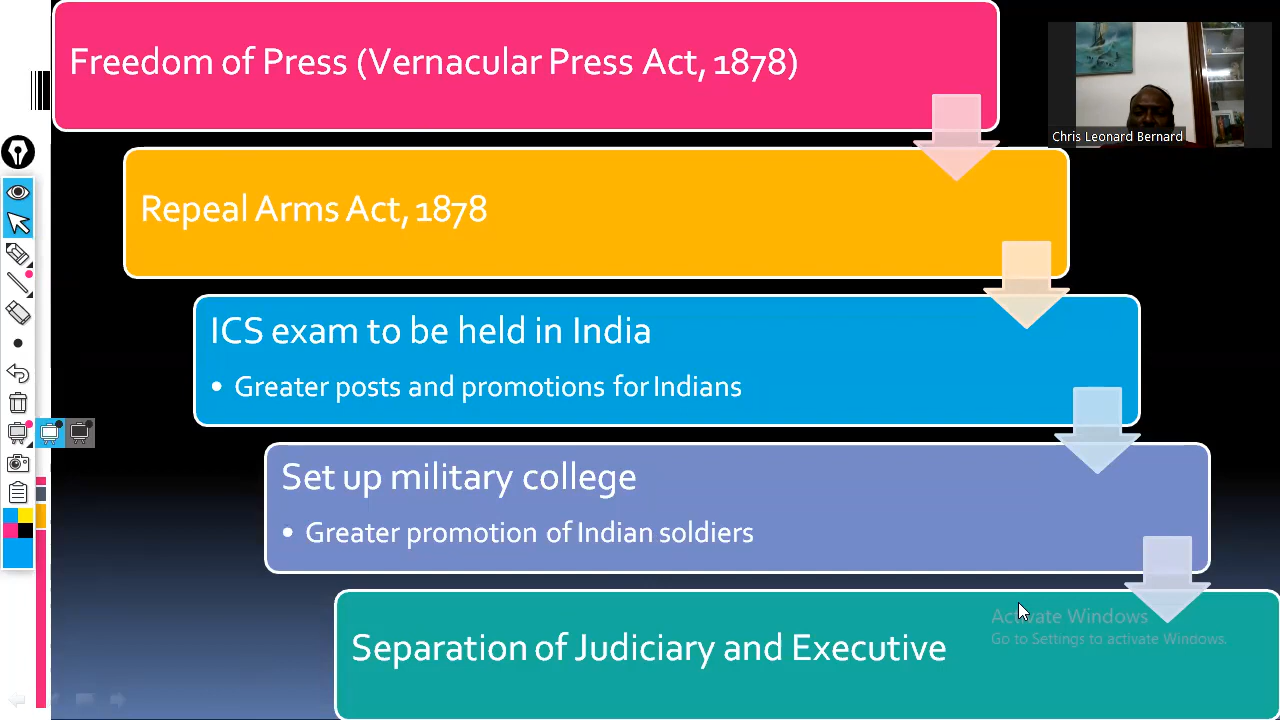 Freedom of Press (Vernacular Press Act, 1878)
Chris Leonard Bernard
Repeal Arms Act, 1878
ICS exam to be held in India
• Greater posts and promotions for Indians
Set up military college
• Greater promotion of Indian soldiers
Separation of Judiciary and Executive
Activate Windows
Go to Settings to activate Windows.